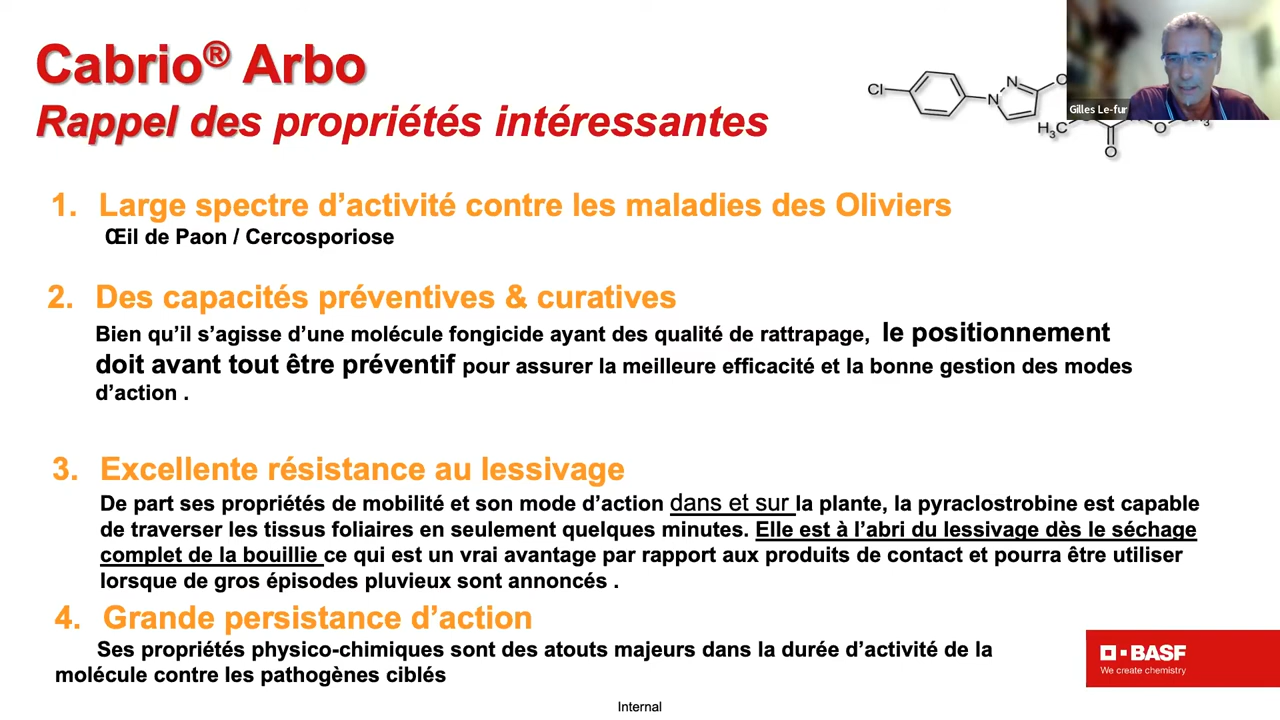 Cabrio® Arbo
Rappel des propriétés intéressantes
Cl
N
N
O
H₃C
O
O
Gilles Le-fur
1. Large spectre d’activité contre les maladies des Oliviers
Œil de Paon / Cercosporiose
2. Des capacités préventives & curatives
Bien qu’il s’agisse d’une molécule fongicide ayant des qualité de rattrapage, le positionnement
doit avant tout être préventif pour assurer la meilleure efficacité et la bonne gestion des modes
d’action .
3. Excellente résistance au lessivage
De part ses propriétés de mobilité et son mode d’action dans et sur la plante, la pyraclostrobine est capable
de traverser les tissus foliaires en seulement quelques minutes. Elle est à l’abri du lessivage dès le séchage
complet de la bouillie ce qui est un vrai avantage par rapport aux produits de contact et pourra être utiliser
lorsque de gros épisodes pluvieux sont annoncés .
4. Grande persistance d’action
Ses propriétés physico-chimiques sont des atouts majeurs dans la durée d’activité de la
molécule contre les pathogènes ciblés
BASF
We create chemistry
Internal